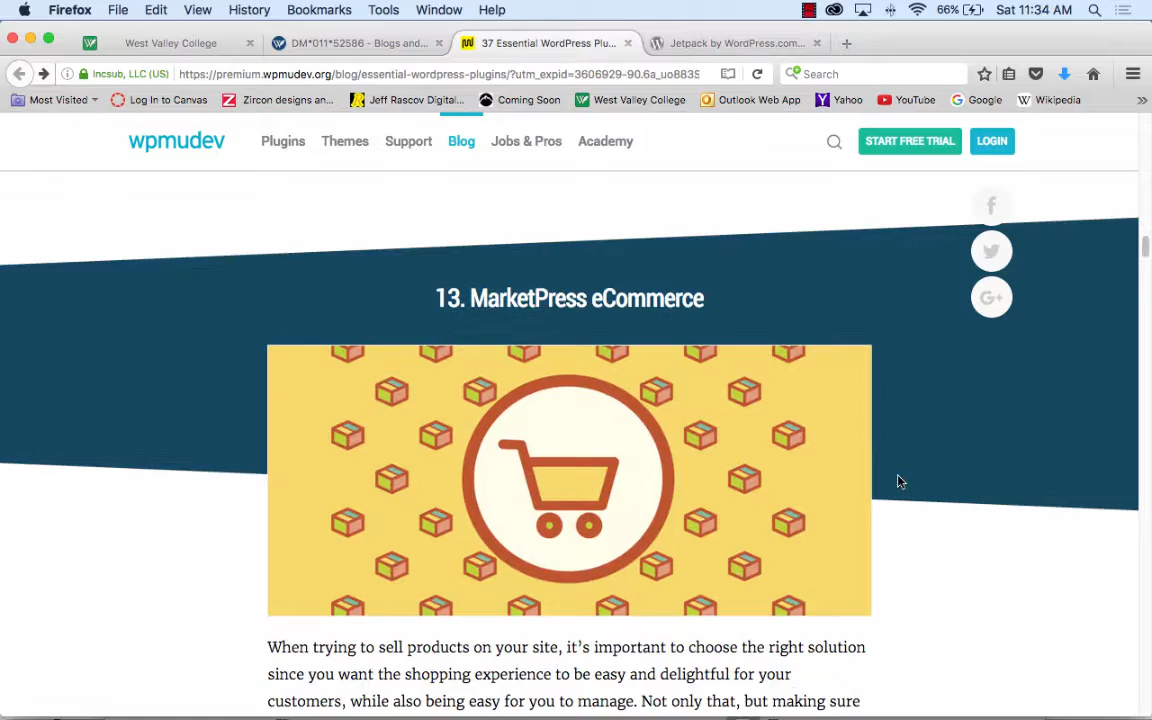 Firefox File Edit View History Bookmarks Tools Window Help 66% Sat 11:34 AM
West Valley College × DM*011*52586 - Blogs and... × 37 Essential WordPress Plu... × Jetpack by WordPress.com... × +
Incsub, LLC (US) https://premium.wpmudev.org/blog/essential-wordpress-plugins/?utm_expid=3606929-90.6a_uo8835 Search
Most Visited Log In to Canvas Zircon designs an... Jeff Rascov Digital... Coming Soon West Valley College Outlook Web App Yahoo YouTube Google Wikipedia »
wpmudev Plugins Themes Support Blog Jobs & Pros Academy START FREE TRIAL LOGIN
13. MarketPress eCommerce
When trying to sell products on your site, it's important to choose the right solution
since you want the shopping experience to be easy and delightful for your
customers, while also being easy for you to manage. Not only that, but making sure